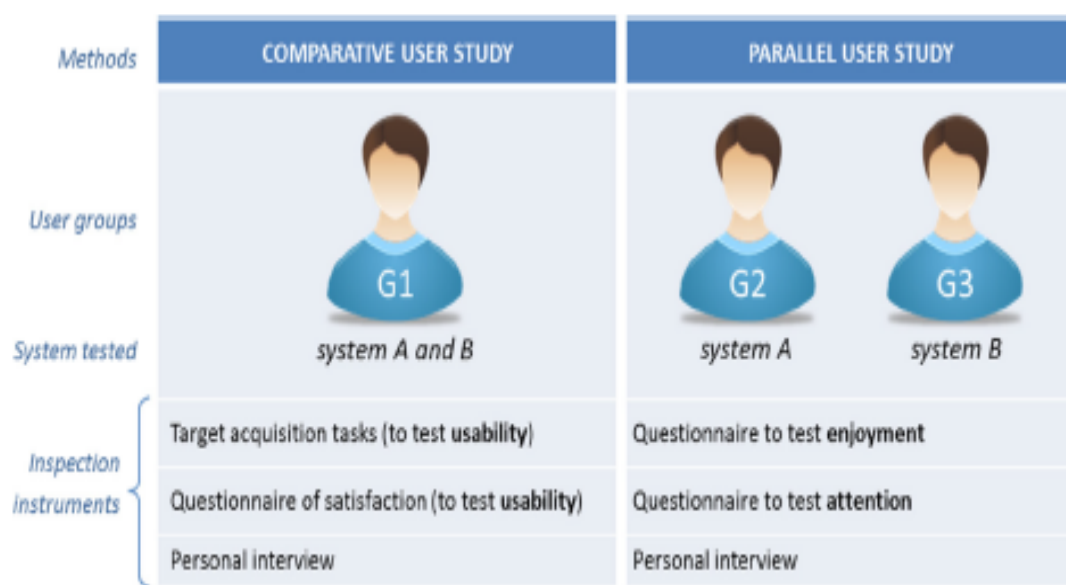 Methods
COMPARATIVE USER STUDY
PARALLEL USER STUDY
User groups
G1
G2
G3
System tested
system A and B
system A
system B
Inspection
instruments
Target acquisition tasks (to test usability)
Questionnaire to test enjoyment
Questionnaire of satisfaction (to test usability)
Questionnaire to test attention
Personal interview
Personal interview